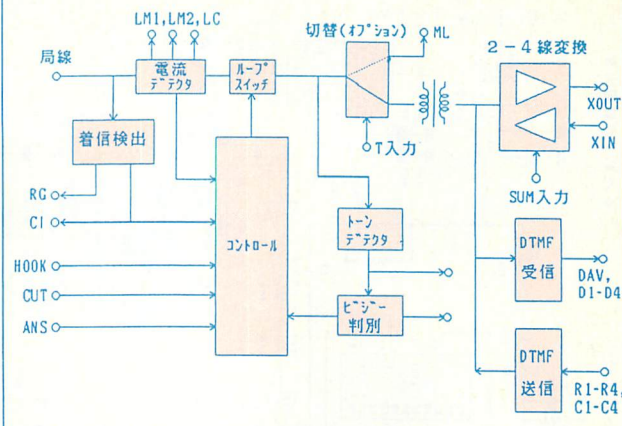 LM1,LM2,LC
切替(オプション)
ML
2-4線変換
局線
電流
デテクタ
ループ
スイッチ
XOUT
着信検出
XIN
T入力
RG
SUM入力
CI
トーン
デテクタ
コントロール
DTMF
受信
HOOK
DAV,
D1-D4
CUT
ビジー
判別
ANS
DTMF
送信
R1-R4,
C1-C4